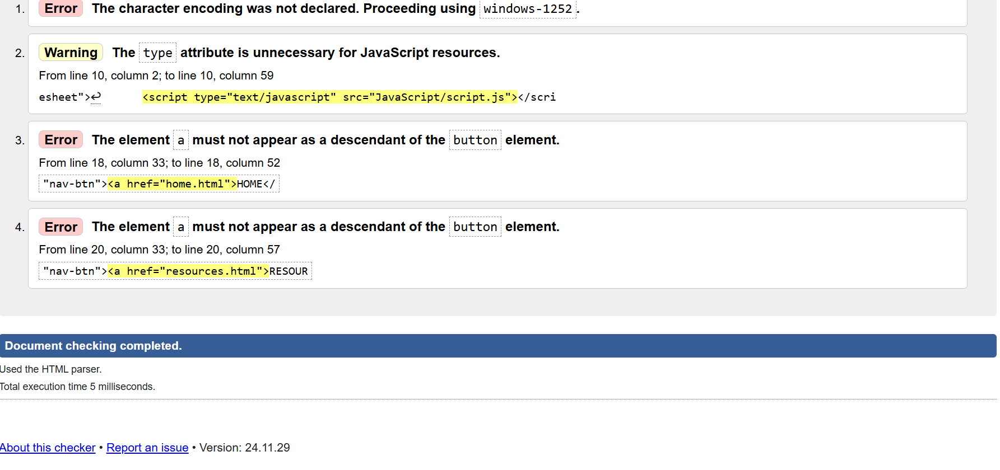 1. Error The character encoding was not declared. Proceeding using windows-1252.
2. Warning The type attribute is unnecessary for JavaScript resources.
From line 10, column 2; to line 10, column 59
esheet">↩ <script type="text/javascript" src="JavaScript/script.js"></scri
3. Error The element a must not appear as a descendant of the button element.
From line 18, column 33; to line 18, column 52
"nav-btn"><a href="home.html">HOME</
4. Error The element a must not appear as a descendant of the button element.
From line 20, column 33; to line 20, column 57
"nav-btn"><a href="resources.html">RESOUR
Document checking completed.
Used the HTML parser.
Total execution time 5 milliseconds.
About this checker • Report an issue • Version: 24.11.29